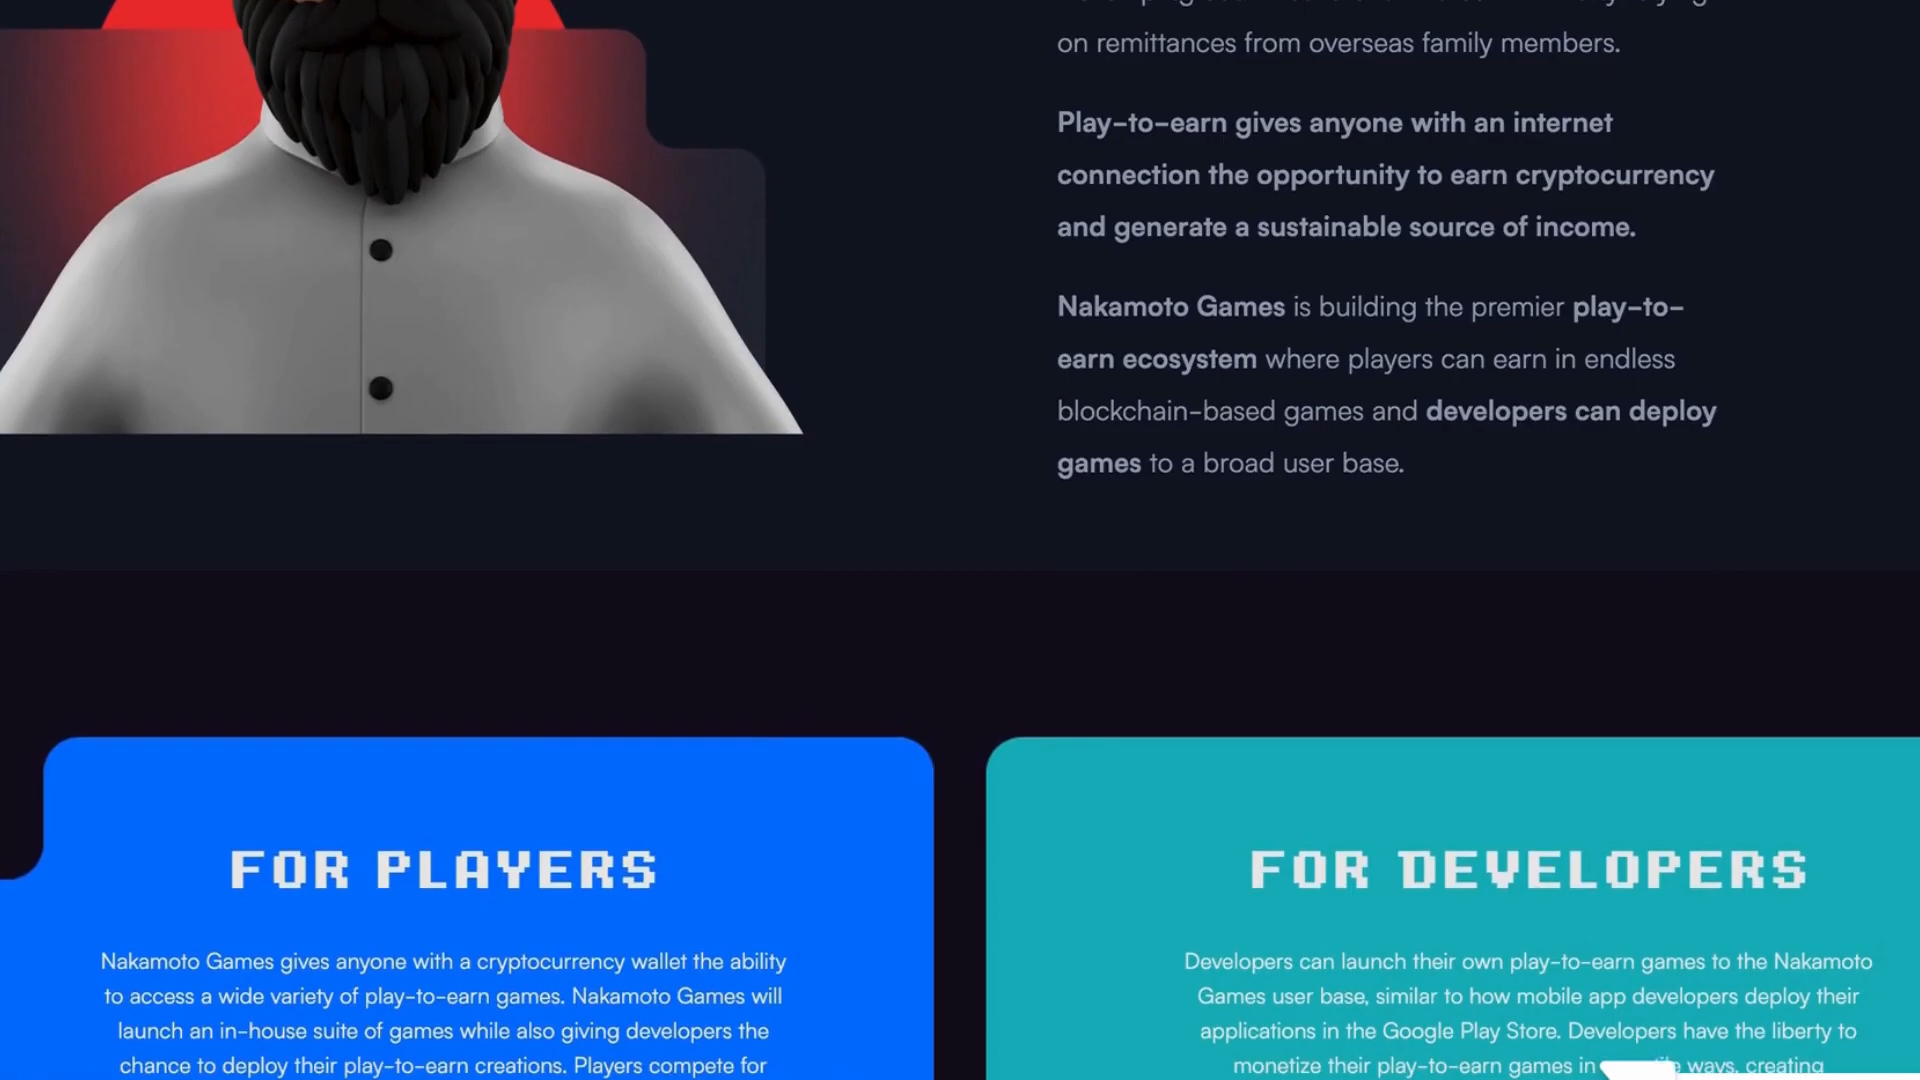 on remittances from overseas family members.
Play-to-earn gives anyone with an internet
connection the opportunity to earn cryptocurrency
and generate a sustainable source of income.
Nakamoto Games is building the premier play-to-
earn ecosystem where players can earn in endless
blockchain-based games and developers can deploy
games to a broad user base.
FOR PLAYERS
Nakamoto Games gives anyone with a cryptocurrency wallet the ability
to access a wide variety of play-to-earn games. Nakamoto Games will
launch an in-house suite of games while also giving developers the
chance to deploy their play-to-earn creations. Players compete for
FOR DEVELOPERS
Developers can launch their own play-to-earn games to the Nakamoto
Games user base, similar to how mobile app developers deploy their
applications in the Google Play Store. Developers have the liberty to
monetize their play-to-earn games in ways, creating